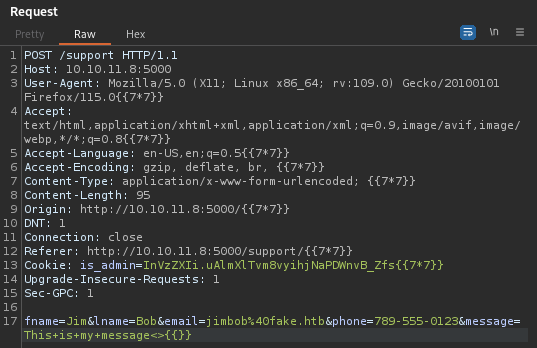 Request
Pretty Raw Hex \n
1 POST /support HTTP/1.1
2 Host: 10.10.11.8:5000
3 User-Agent: Mozilla/5.0 (X11; Linux x86_64; rv:109.0) Gecko/20100101
Firefox/115.0{{7*7}}
4 Accept:
text/html,application/xhtml+xml,application/xml;q=0.9,image/avif,image/
webp,*/*;q=0.8{{7*7}}
5 Accept-Language: en-US,en;q=0.5{{7*7}}
6 Accept-Encoding: gzip, deflate, br, {{7*7}}
7 Content-Type: application/x-www-form-urlencoded; {{7*7}}
8 Content-Length: 95
9 Origin: http://10.10.11.8:5000/{{7*7}}
10 DNT: 1
11 Connection: close
12 Referer: http://10.10.11.8:5000/support/{{7*7}}
13 Cookie: is_admin=InVzZXIi.uAlmXlTvm8vyihjNaPDWnvB_Zfs{{7*7}}
14 Upgrade-Insecure-Requests: 1
15 Sec-GPC: 1
16
17 fname=Jim&lname=Bob&email=jimbob%40fake.htb&phone=789-555-0123&message=
This+is+my+message<>{{}}